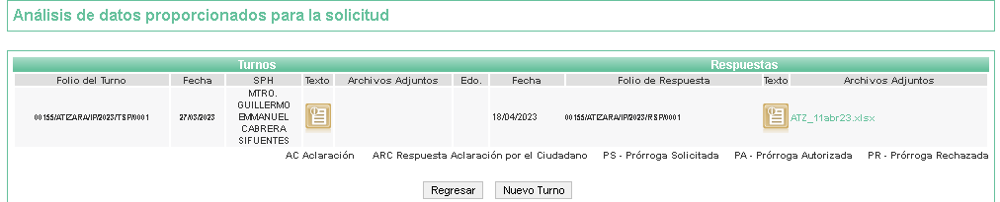 Análisis de datos proporcionados para la solicitud
Turnos Respuestas
Folio del Turno Fecha SPH Texto Archivos Adjuntos Edo. Fecha Folio de Respuesta Texto Archivos Adjuntos
MTRO.
GUILLERMO
00155/ATIZARA/IP/2023/TSP/0001 27/03/2023 EMMANUEL 18/04/2023 00155/ATIZARA/IP/2023/RSP/0001 ATZ_11abr23.xlsx
CABRERA
SIFUENTES
AC Aclaración ARC Respuesta Aclaración por el Ciudadano PS - Prórroga Solicitada PA - Prórroga Autorizada PR - Prórroga Rechazada
Regresar Nuevo Turno